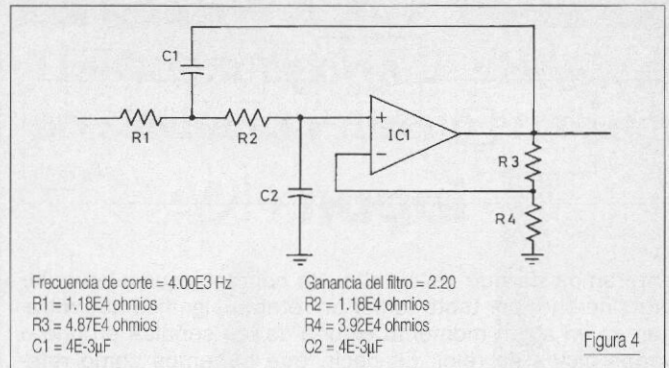 C1
R1
R2
+
IC1
−
C2
R3
R4
Frecuencia de corte = 4.00E3 Hz
R1 = 1.18E4 ohmios
R3 = 4.87E4 ohmios
C1 = 4E-3µF
Ganancia del filtro = 2.20
R2 = 1.18E4 ohmios
R4 = 3.92E4 ohmios
C2 = 4E-3µF
Figura 4